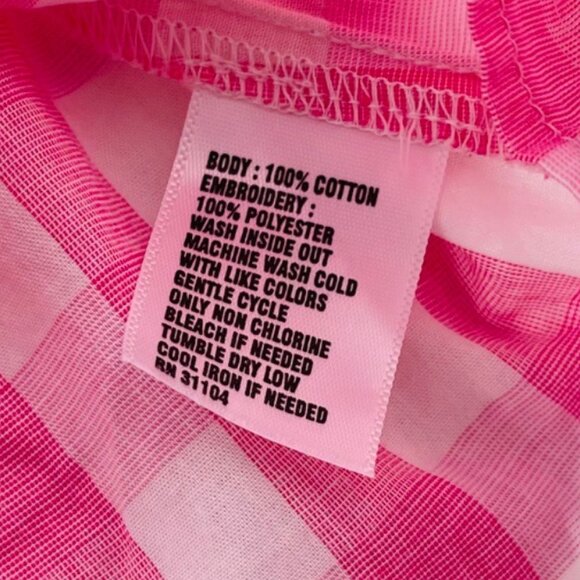 BODY : 100% COTTON
EMBROIDERY :
100% POLYESTER
WASH INSIDE OUT
MACHINE WASH COLD
WITH LIKE COLORS
GENTLE CYCLE
ONLY NON CHLORINE
BLEACH IF NEEDED
TUMBLE DRY LOW
COOL IRON IF NEEDED
RN 31104